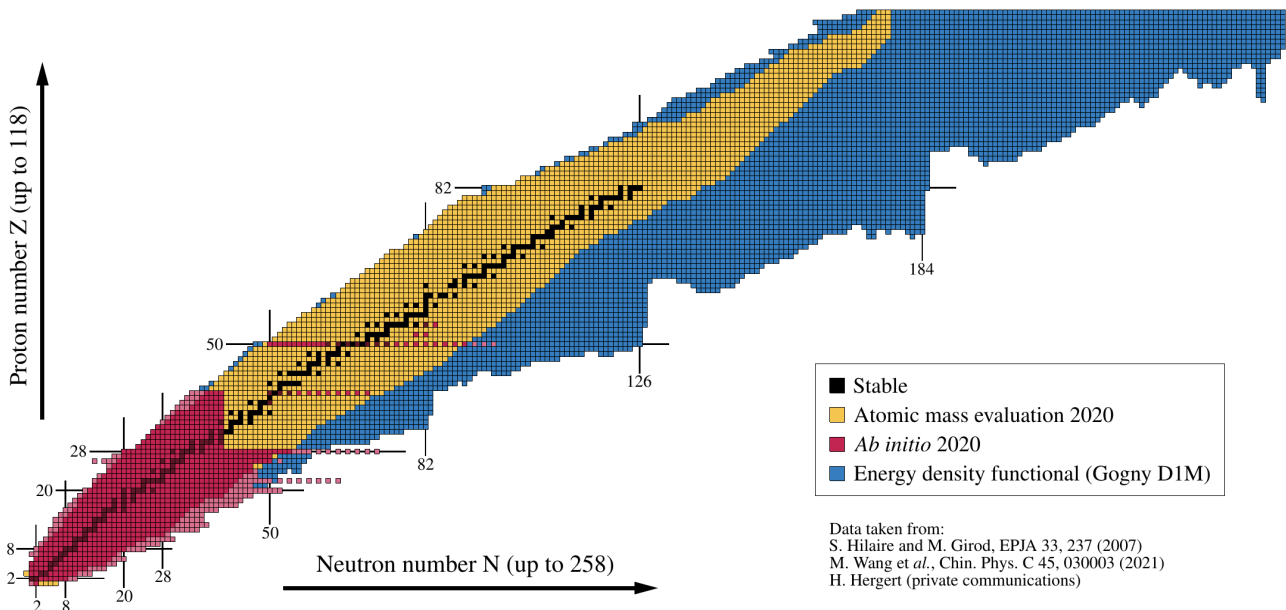 Proton number Z (up to 118)
Neutron number N (up to 258)
82
50
28
20
8
2
2
8
20
28
50
82
126
184
Stable
Atomic mass evaluation 2020
Ab initio 2020
Energy density functional (Gogny D1M)
Data taken from:
S. Hilaire and M. Girod, EPJA 33, 237 (2007)
M. Wang et al., Chin. Phys. C 45, 030003 (2021)
H. Hergert (private communications)